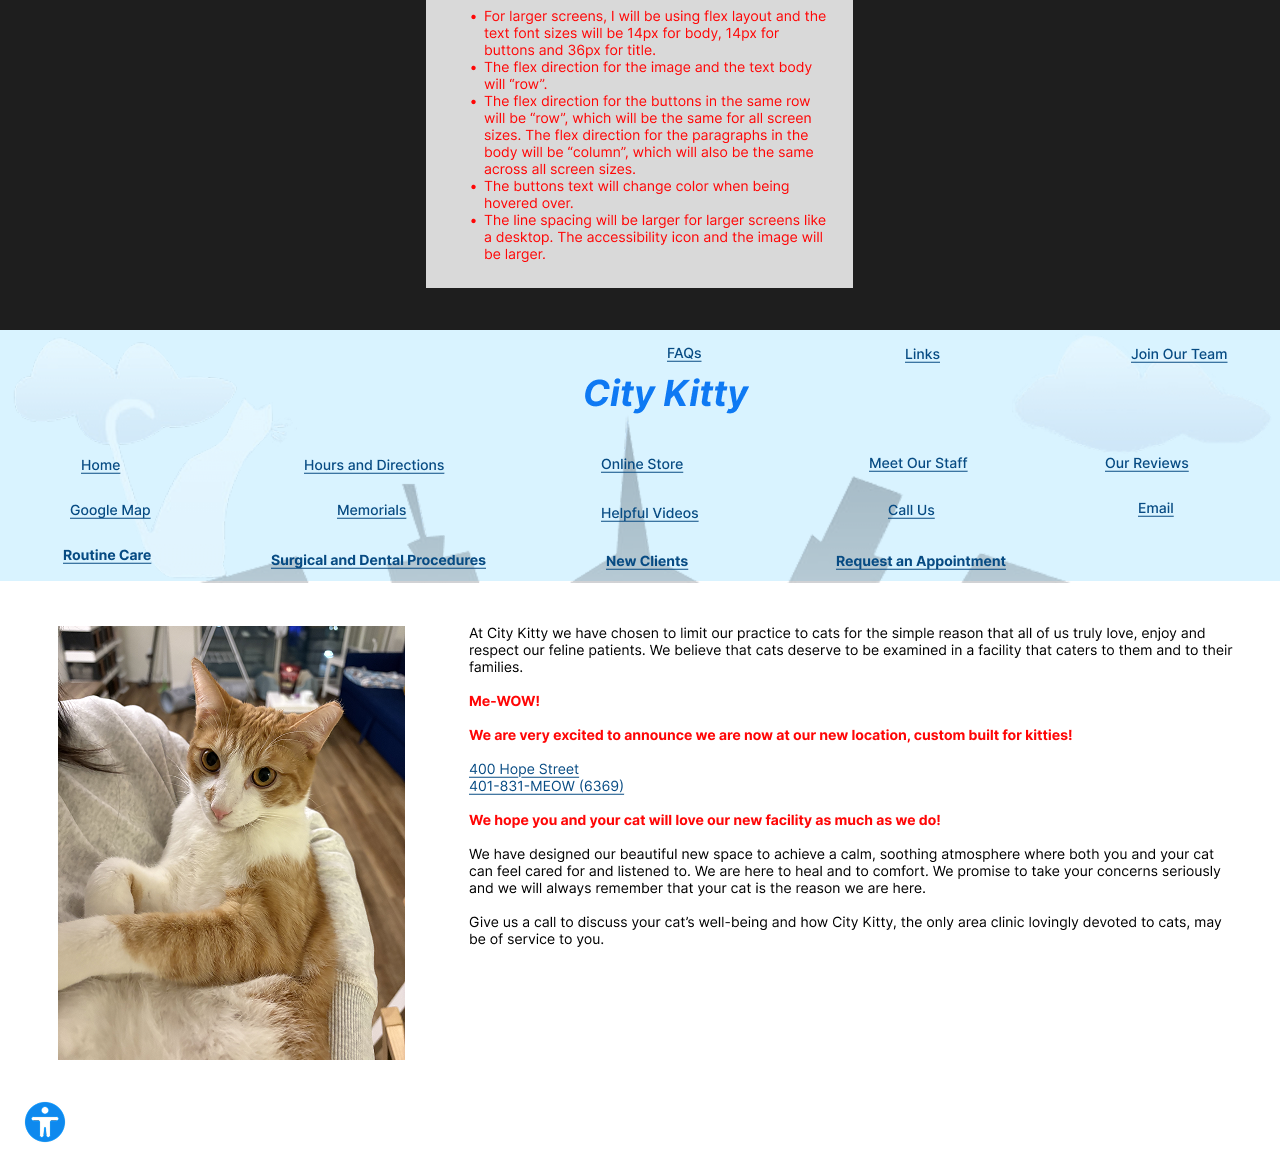 • For larger screens, I will be using flex layout and the
text font sizes will be 14px for body, 14px for
buttons and 36px for title.
• The flex direction for the image and the text body
will “row”.
• The flex direction for the buttons in the same row
will be “row”, which will be the same for all screen
sizes. The flex direction for the paragraphs in the
body will be “column”, which will also be the same
across all screen sizes.
• The buttons text will change color when being
hovered over.
• The line spacing will be larger for larger screens like
a desktop. The accessibility icon and the image will
be larger.
FAQs Links Join Our Team
City Kitty
Home Hours and Directions Online Store Meet Our Staff Our Reviews
Google Map Memorials Helpful Videos Call Us Email
Routine Care Surgical and Dental Procedures New Clients Request an Appointment
At City Kitty we have chosen to limit our practice to cats for the simple reason that all of us truly love, enjoy and
respect our feline patients. We believe that cats deserve to be examined in a facility that caters to them and to their
families.
Me-WOW!
We are very excited to announce we are now at our new location, custom built for kitties!
400 Hope Street
401-831-MEOW (6369)
We hope you and your cat will love our new facility as much as we do!
We have designed our beautiful new space to achieve a calm, soothing atmosphere where both you and your cat
can feel cared for and listened to. We are here to heal and to comfort. We promise to take your concerns seriously
and we will always remember that your cat is the reason we are here.
Give us a call to discuss your cat’s well-being and how City Kitty, the only area clinic lovingly devoted to cats, may
be of service to you.